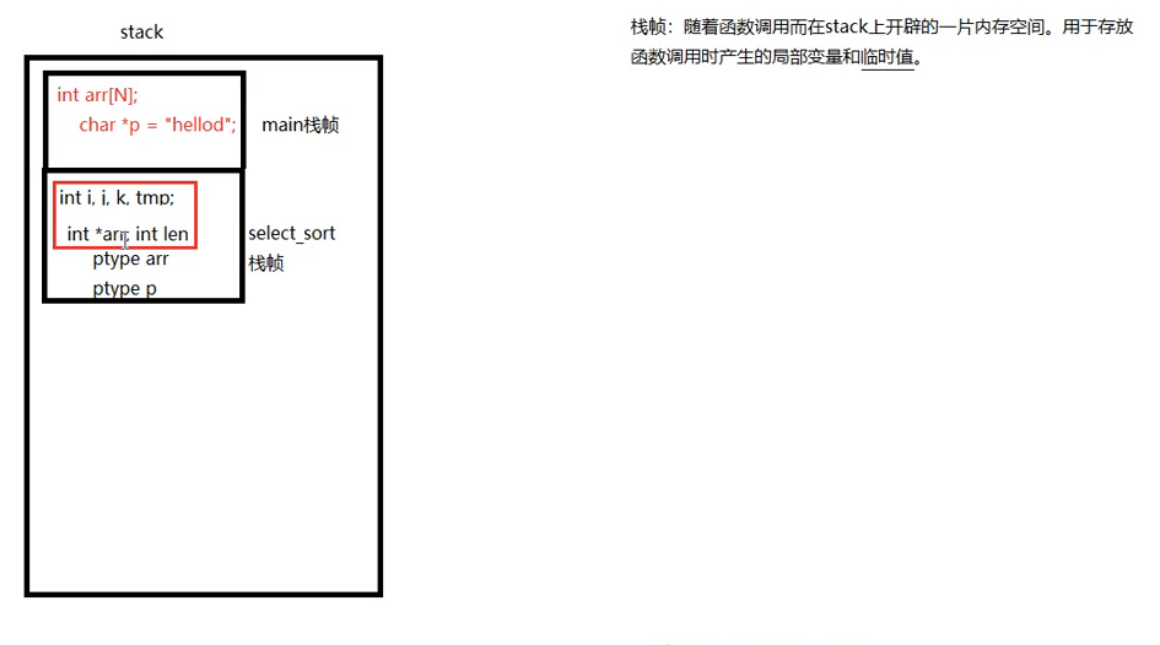 stack
栈帧：随着函数调用而在stack上开辟的一片内存空间。用于存放
函数调用时产生的局部变量和临时值。
int arr[N];
char *p = "hellod";
main栈帧
int i, j, k, tmp;
int *arr, int len
select_sort
栈帧
ptype arr
ptype p